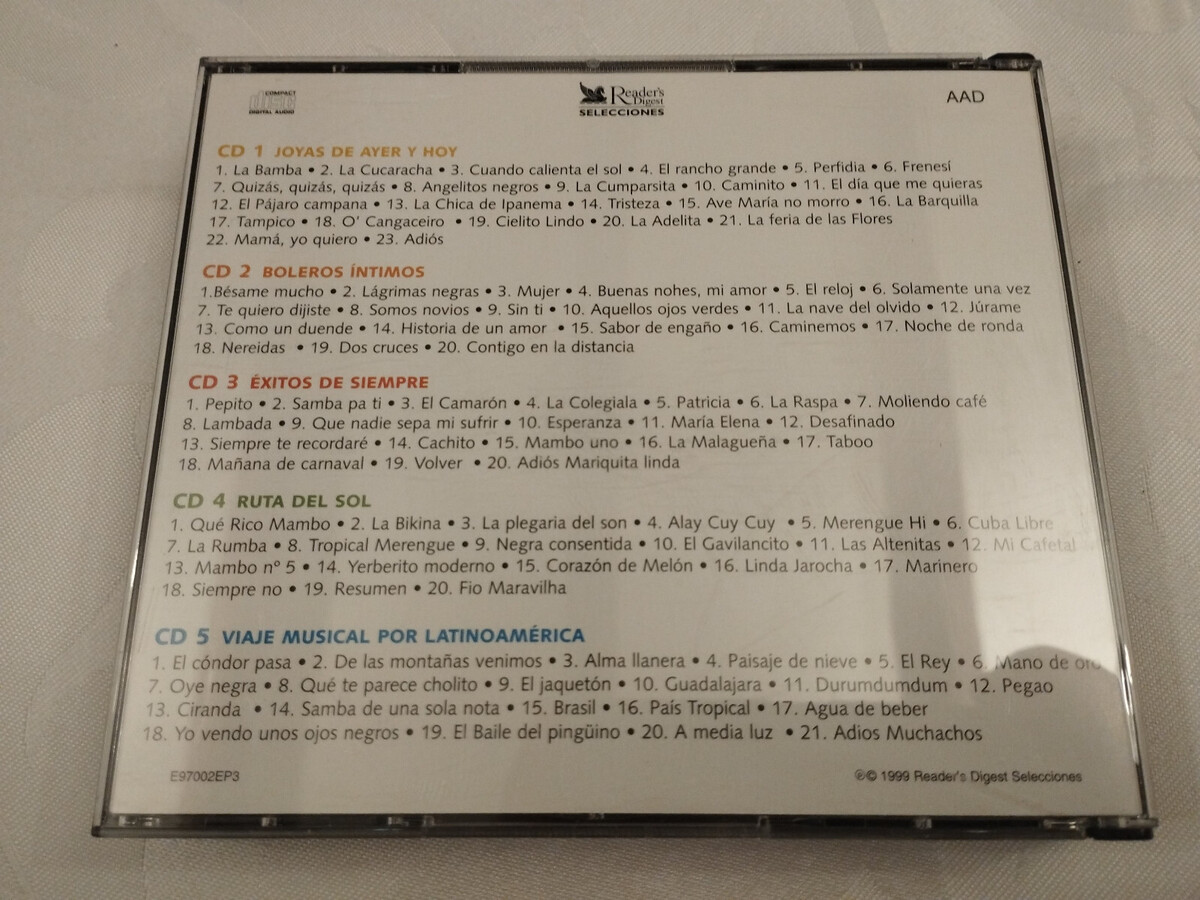 COMPACT
disc
DIGITAL AUDIO
Reader's
Digest
SELECCIONES
AAD
CD 1 JOYAS DE AYER Y HOY
1. La Bamba • 2. La Cucaracha • 3. Cuando calienta el sol • 4. El rancho grande • 5. Perfidia • 6. Frenesí
7. Quizás, quizás, quizás • 8. Angelitos negros • 9. La Cumparsita • 10. Caminito • 11. El día que me quieras
12. El Pájaro campana • 13. La Chica de Ipanema • 14. Tristeza • 15. Ave María no morro • 16. La Barquilla
17. Tampico • 18. O' Cangaceiro • 19. Cielito Lindo • 20. La Adelita • 21. La feria de las Flores
22. Mamá, yo quiero • 23. Adiós
CD 2 BOLEROS ÍNTIMOS
1.Bésame mucho • 2. Lágrimas negras • 3. Mujer • 4. Buenas nohes, mi amor • 5. El reloj • 6. Solamente una vez
7. Te quiero dijiste • 8. Somos novios • 9. Sin ti • 10. Aquellos ojos verdes • 11. La nave del olvido • 12. Júrame
13. Como un duende • 14. Historia de un amor • 15. Sabor de engaño • 16. Caminemos • 17. Noche de ronda
18. Nereidas • 19. Dos cruces • 20. Contigo en la distancia
CD 3 ÉXITOS DE SIEMPRE
1. Pepito • 2. Samba pa ti • 3. El Camarón • 4. La Colegiala • 5. Patricia • 6. La Raspa • 7. Moliendo café
8. Lambada • 9. Que nadie sepa mi sufrir • 10. Esperanza • 11. María Elena • 12. Desafinado
13. Siempre te recordaré • 14. Cachito • 15. Mambo uno • 16. La Malagueña • 17. Taboo
18. Mañana de carnaval • 19. Volver • 20. Adiós Mariquita linda
CD 4 RUTA DEL SOL
1. Qué Rico Mambo • 2. La Bikina • 3. La plegaria del son • 4. Alay Cuy Cuy • 5. Merengue Hi • 6. Cuba Libre
7. La Rumba • 8. Tropical Merengue • 9. Negra consentida • 10. El Gavilancito • 11. Las Altenitas • 12. Mi Cafetal
13. Mambo nº 5 • 14. Yerberito moderno • 15. Corazón de Melón • 16. Linda Jarocha • 17. Marinero
18. Siempre no • 19. Resumen • 20. Fio Maravilha
CD 5 VIAJE MUSICAL POR LATINOAMÉRICA
1. El cóndor pasa • 2. De las montañas venimos • 3. Alma llanera • 4. Paisaje de nieve • 5. El Rey • 6. Mano de oro
7. Oye negra • 8. Qué te parece cholito • 9. El jaquetón • 10. Guadalajara • 11. Durumdumdum • 12. Pegao
13. Ciranda • 14. Samba de una sola nota • 15. Brasil • 16. País Tropical • 17. Agua de beber
18. Yo vendo unos ojos negros • 19. El Baile del pingüino • 20. A media luz • 21. Adios Muchachos
E97002EP3
℗© 1999 Reader's Digest Selecciones